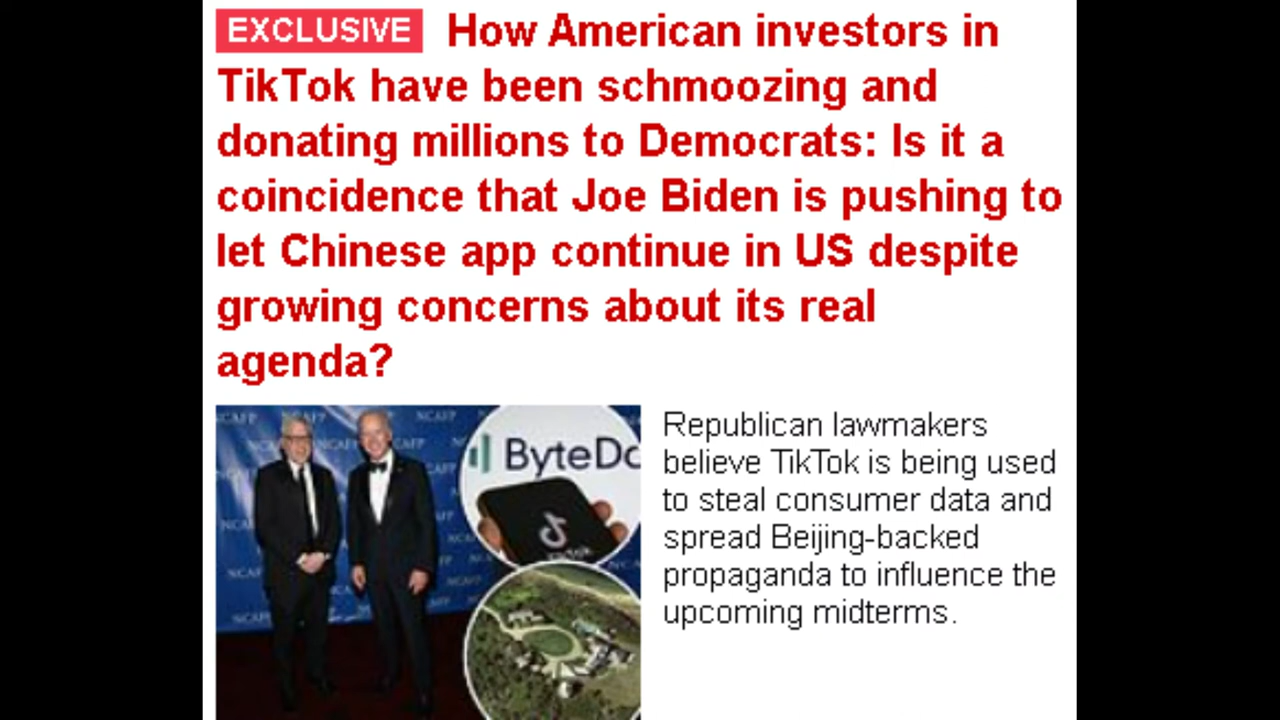 EXCLUSIVE How American investors in
TikTok have been schmoozing and
donating millions to Democrats: Is it a
coincidence that Joe Biden is pushing to
let Chinese app continue in US despite
growing concerns about its real
agenda?
Republican lawmakers
believe TikTok is being used
to steal consumer data and
spread Beijing-backed
propaganda to influence the
upcoming midterms.
NCAFP
ByteDa